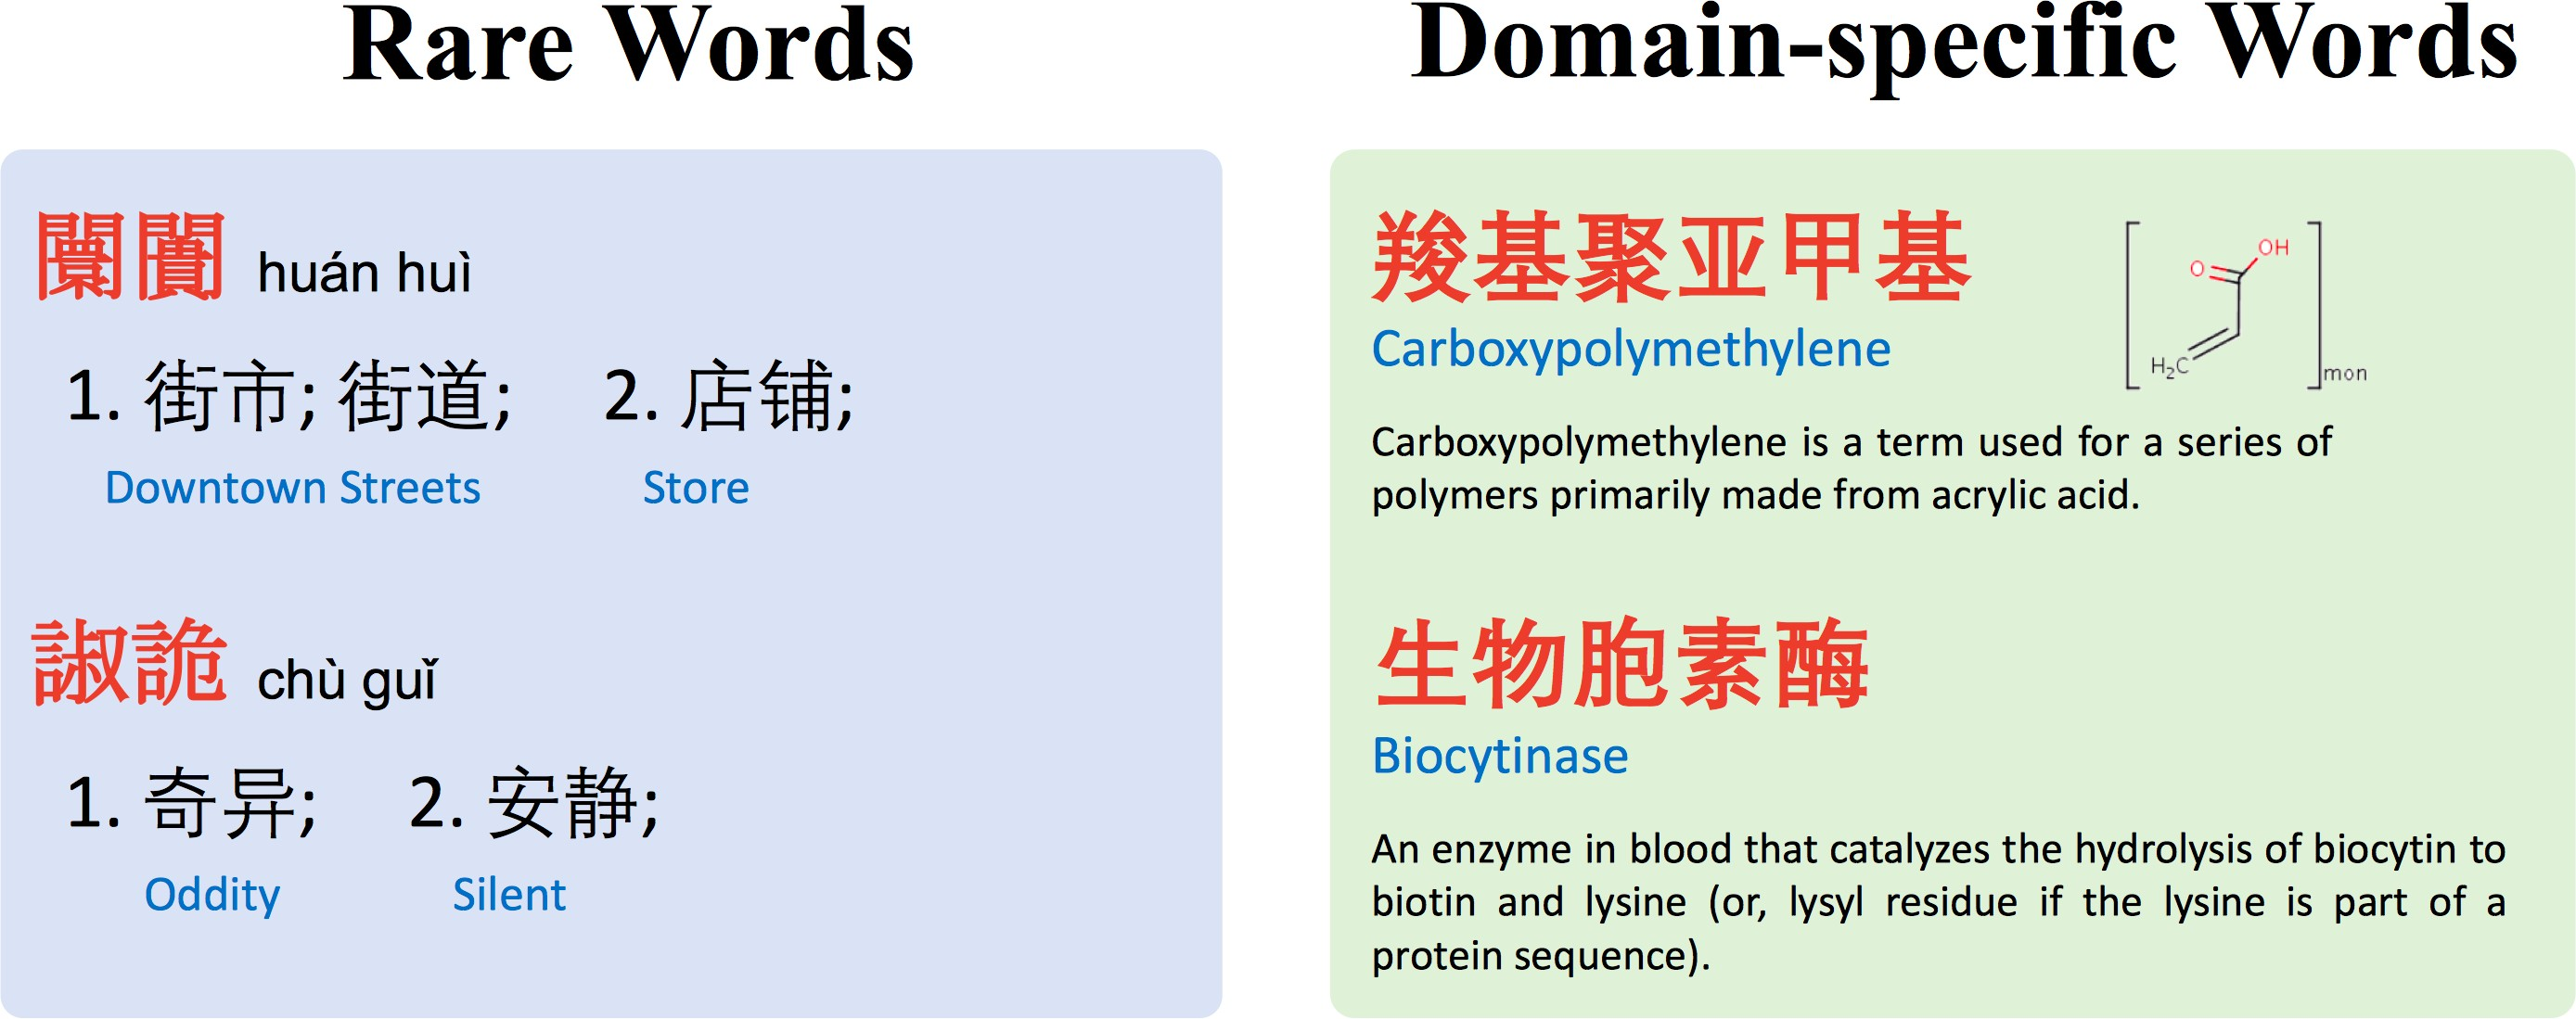 Rare Words
闤闠 huán huì
1. 街市; 街道; 2. 店铺;
Downtown Streets Store
諔詭 chù guǐ
1. 奇异; 2. 安静;
Oddity Silent
Domain-specific Words
羧基聚亚甲基
Carboxypolymethylene
O OH
H₂C
mon
Carboxypolymethylene is a term used for a series of
polymers primarily made from acrylic acid.
生物胞素酶
Biocytinase
An enzyme in blood that catalyzes the hydrolysis of biocytin to
biotin and lysine (or, lysyl residue if the lysine is part of a
protein sequence).